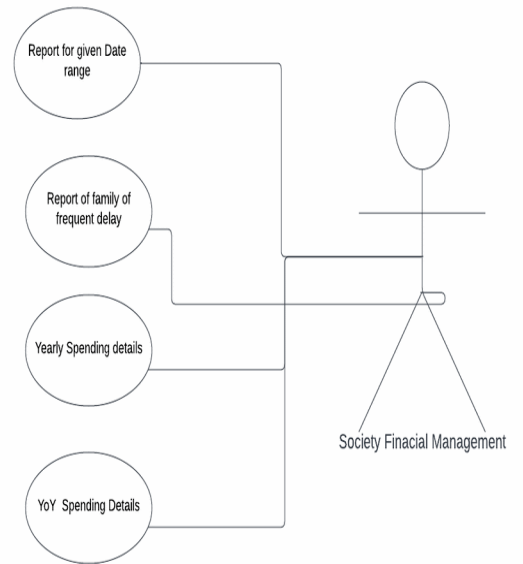 Report for given Date
range
Report of family of
frequent delay
Yearly Spending details
Society Finacial Management
YoY  Spending Details